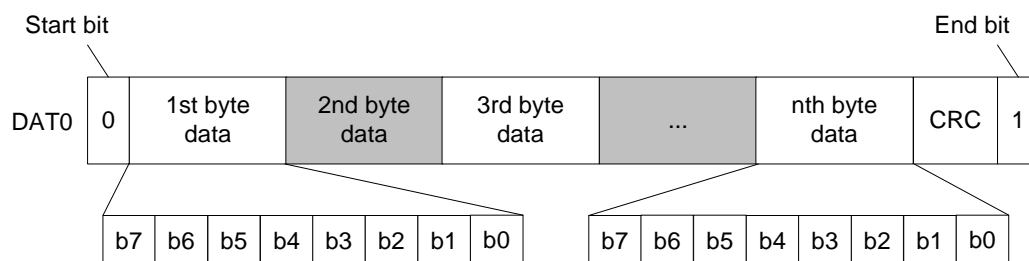 Start bit End bit
DAT0 0 1st byte data 2nd byte data 3rd byte data ... nth byte data CRC 1
b7 b6 b5 b4 b3 b2 b1 b0 b7 b6 b5 b4 b3 b2 b1 b0